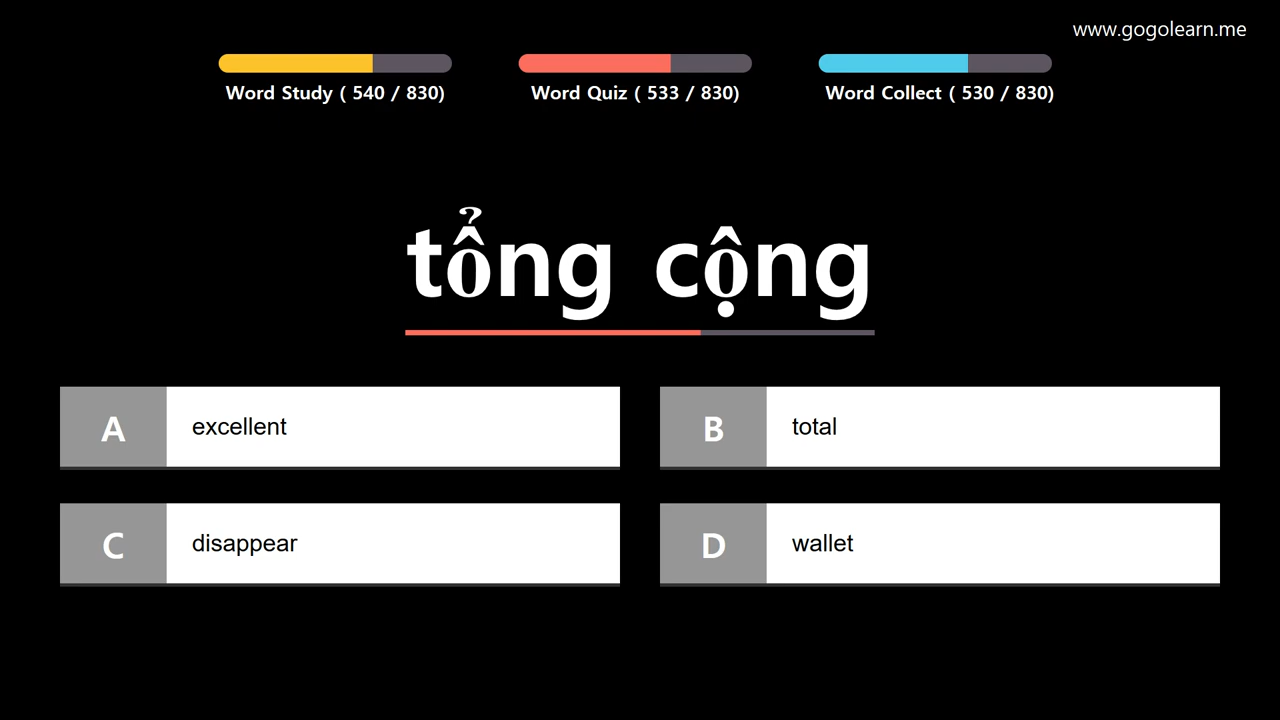 www.gogolearn.me
Word Study ( 540 / 830)
Word Quiz ( 533 / 830)
Word Collect ( 530 / 830)
tổng cộng
A excellent
B total
C disappear
D wallet